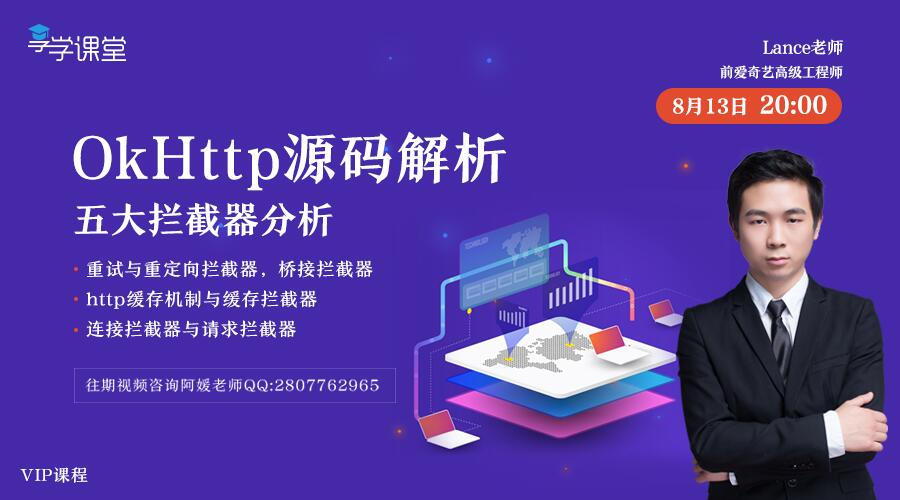 学课堂
Lance老师
前爱奇艺高级工程师
8月13日 20:00
OkHttp源码解析
五大拦截器分析
· 重试与重定向拦截器，桥接拦截器
· http缓存机制与缓存拦截器
· 连接拦截器与请求拦截器
往期视频咨询阿媛老师QQ:2807762965
VIP课程